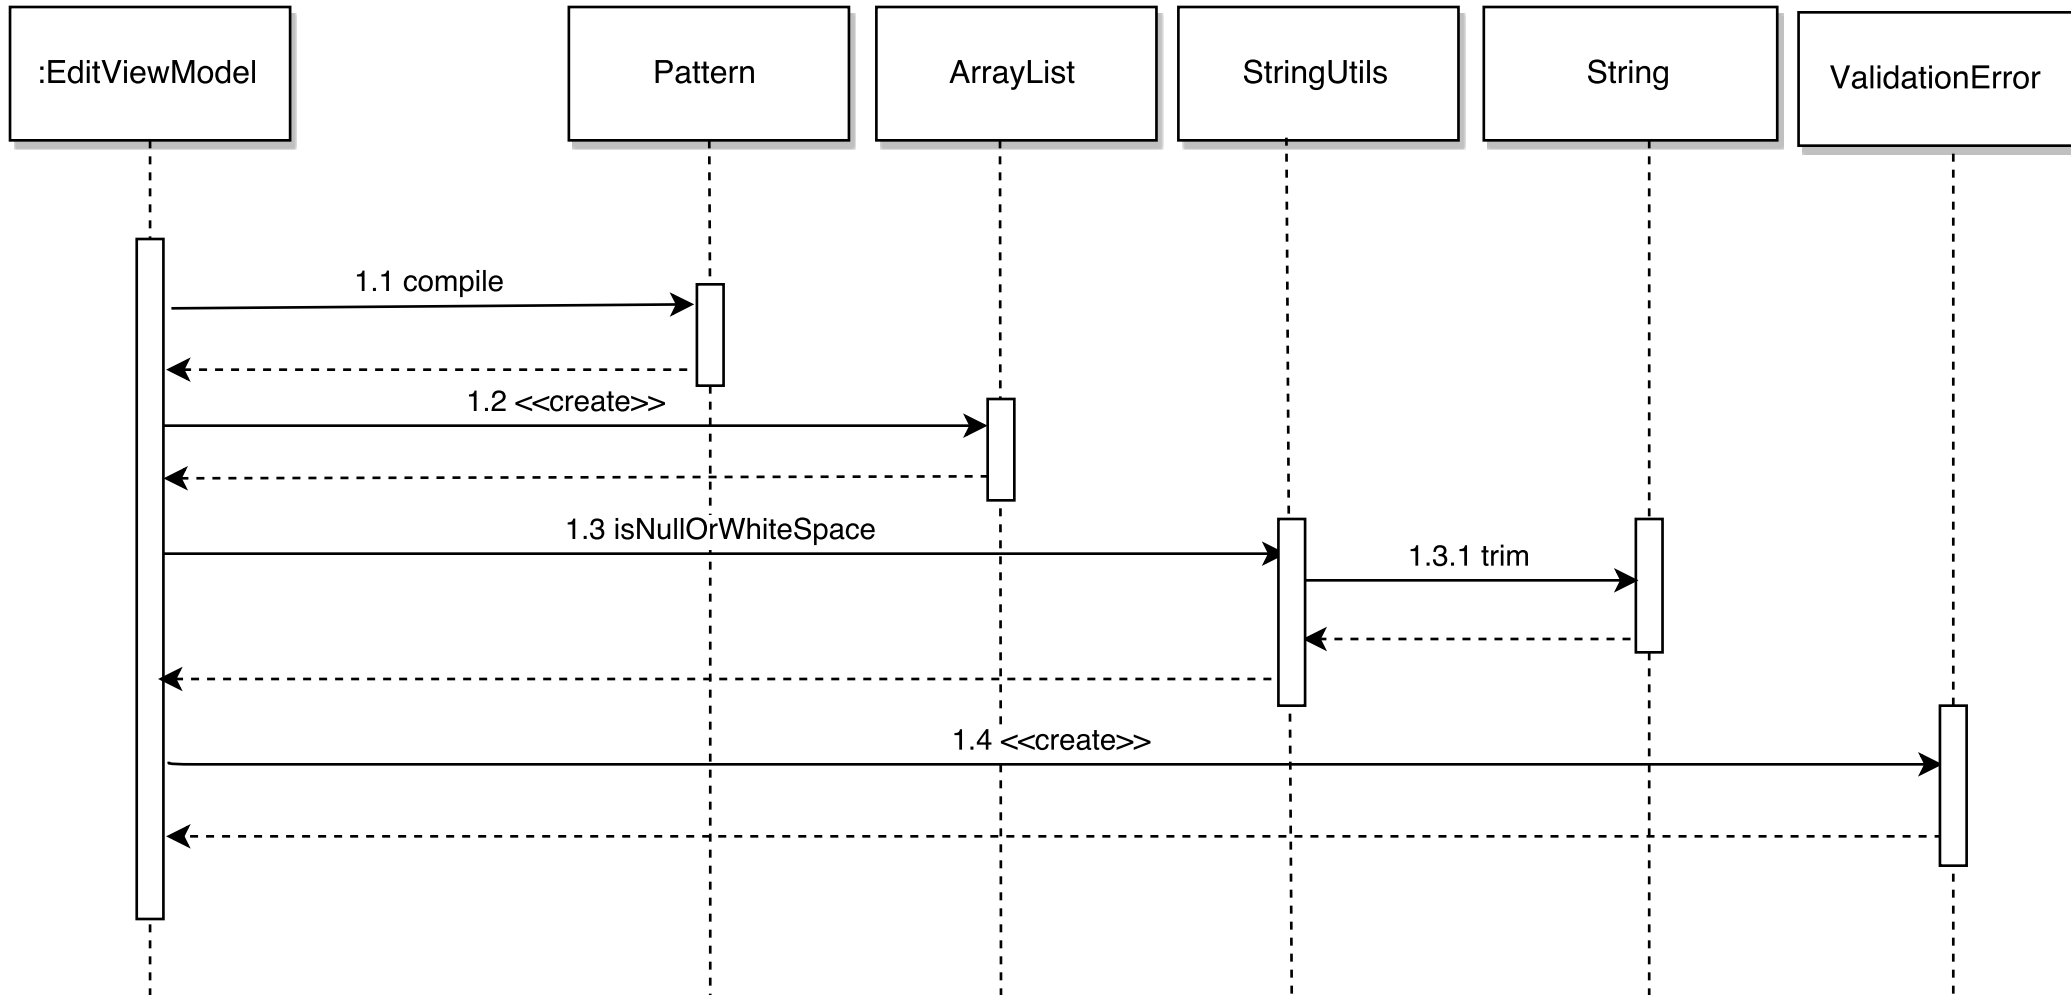 :EditViewModel
Pattern
ArrayList
StringUtils
String
ValidationError
1.1 compile
1.2 <<create>>
1.3 isNullOrWhiteSpace
1.3.1 trim
1.4 <<create>>